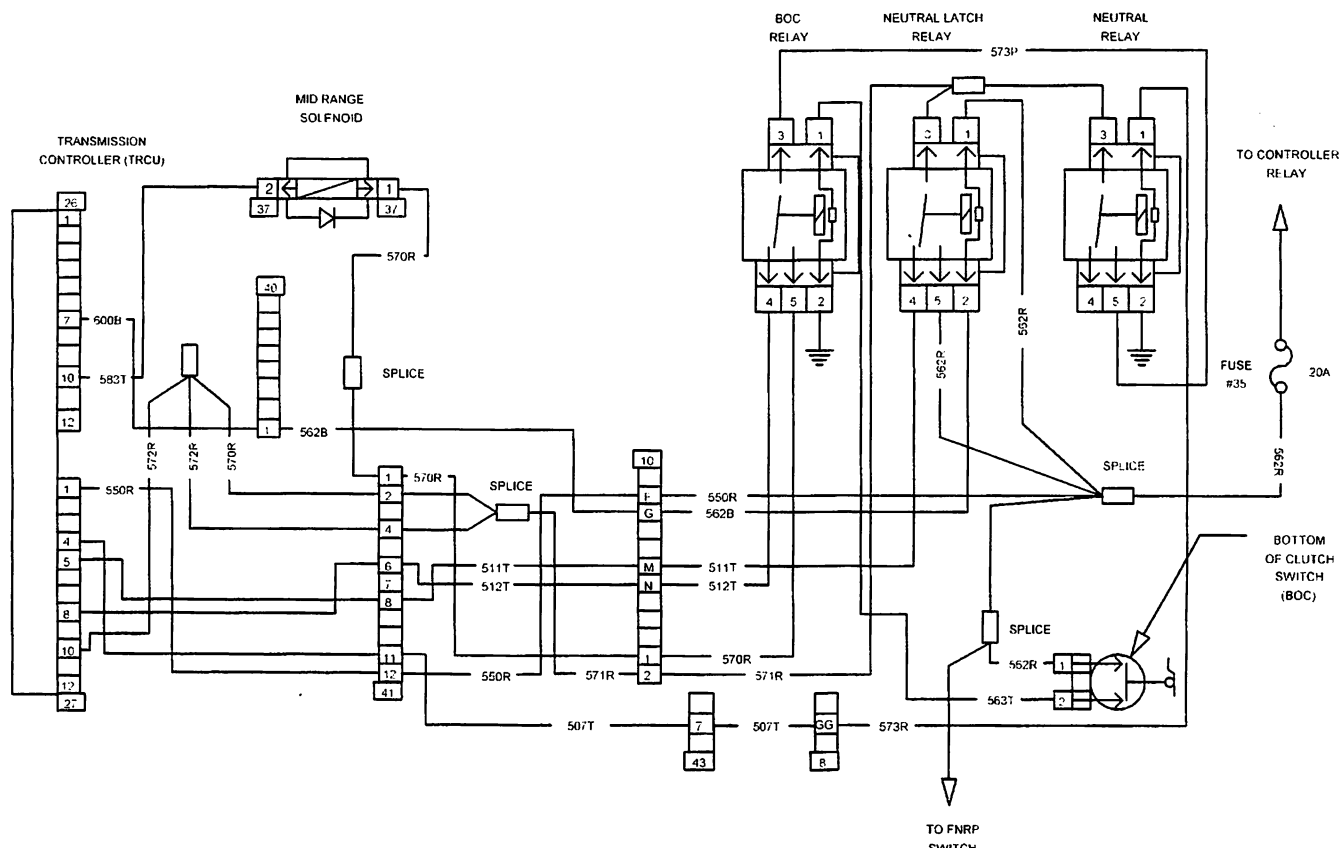 BOC
RELAY
NEUTRAL LATCH
RELAY
NEUTRAL
RELAY
573P
MID RANGE
SOLFNOID
TRANSMISSION
CONTROLLER (TRCU)
TO CONTROLLER
RELAY
3 1
3 1
3 1
26
1
2 1
37 37
570R
40
7 600B
10 583T
12
SPLICE
4 5 2
4 5 2
4 5 2
562R
562R
FUSE
#35
20A
562R
1 562B
572R
572R
570R
1 550R
4
5
8
10
12
27
1 570R
2
4
6
7
8
11
12
41
SPLICE
10
F 550R
G 562B
M 511T
N 512T
1 570R
2 571R
511T
512T
550R
571R
SPLICE
BOTTOM
OF CLUTCH
SWITCH
(BOC)
SPLICE
552R 1
563T 2
507T 7 507T GG 573R
43 8
TO FNRP
SWITCH